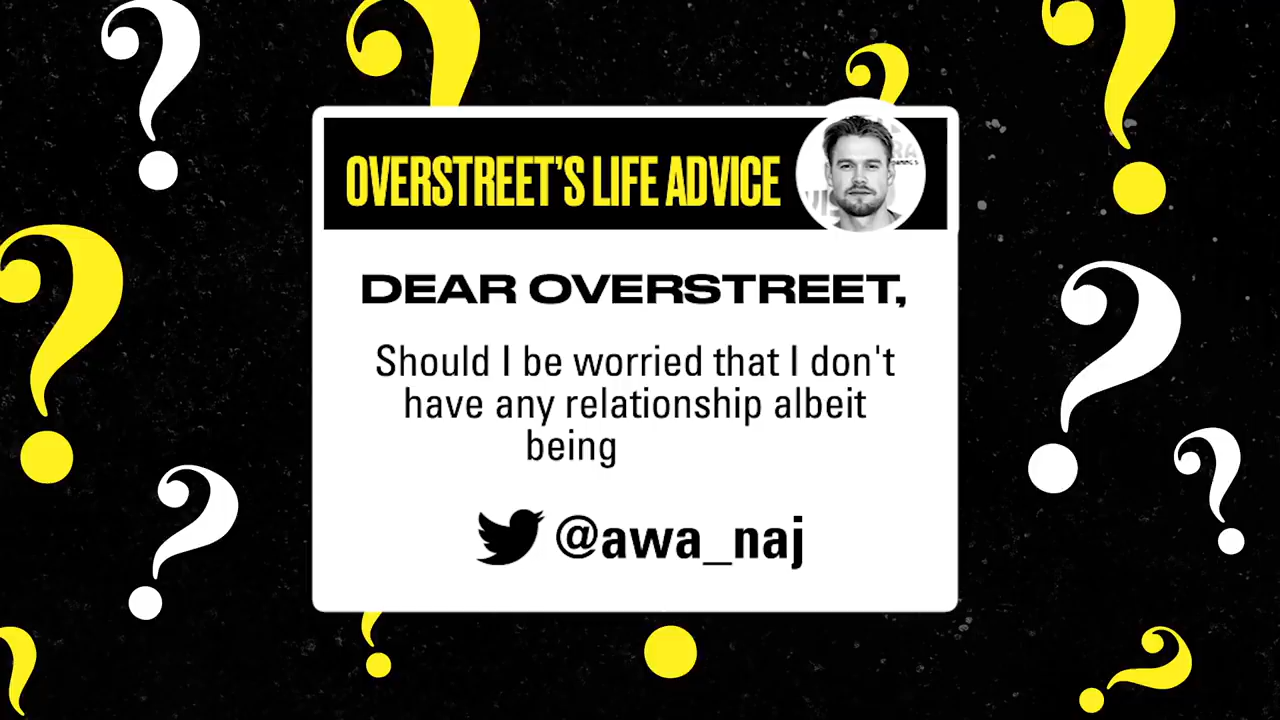 OVERSTREET'S LIFE ADVICE
DEAR OVERSTREET,
Should I be worried that I don't
have any relationship albeit
being
@awa_naj